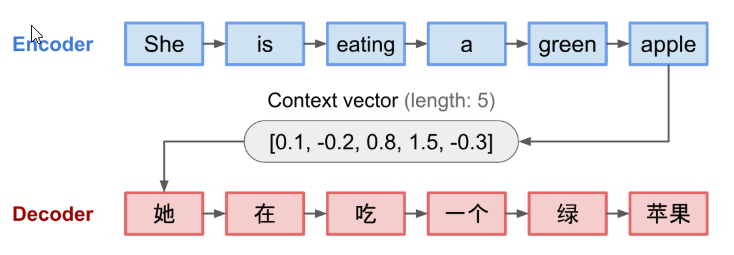 Encoder She is eating a green apple
Context vector (length: 5)
[0.1, -0.2, 0.8, 1.5, -0.3]
Decoder 她 在 吃 一个 绿 苹果